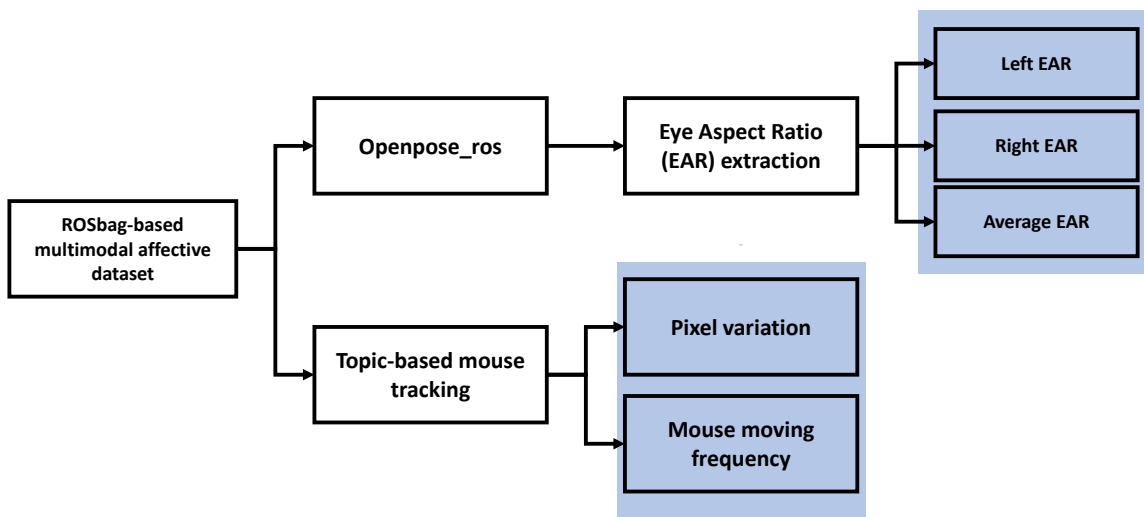 ROSbag-based
multimodal affective
dataset
Openpose_ros
Eye Aspect Ratio
(EAR) extraction
Left EAR
Right EAR
Average EAR
Topic-based mouse
tracking
Pixel variation
Mouse moving
frequency